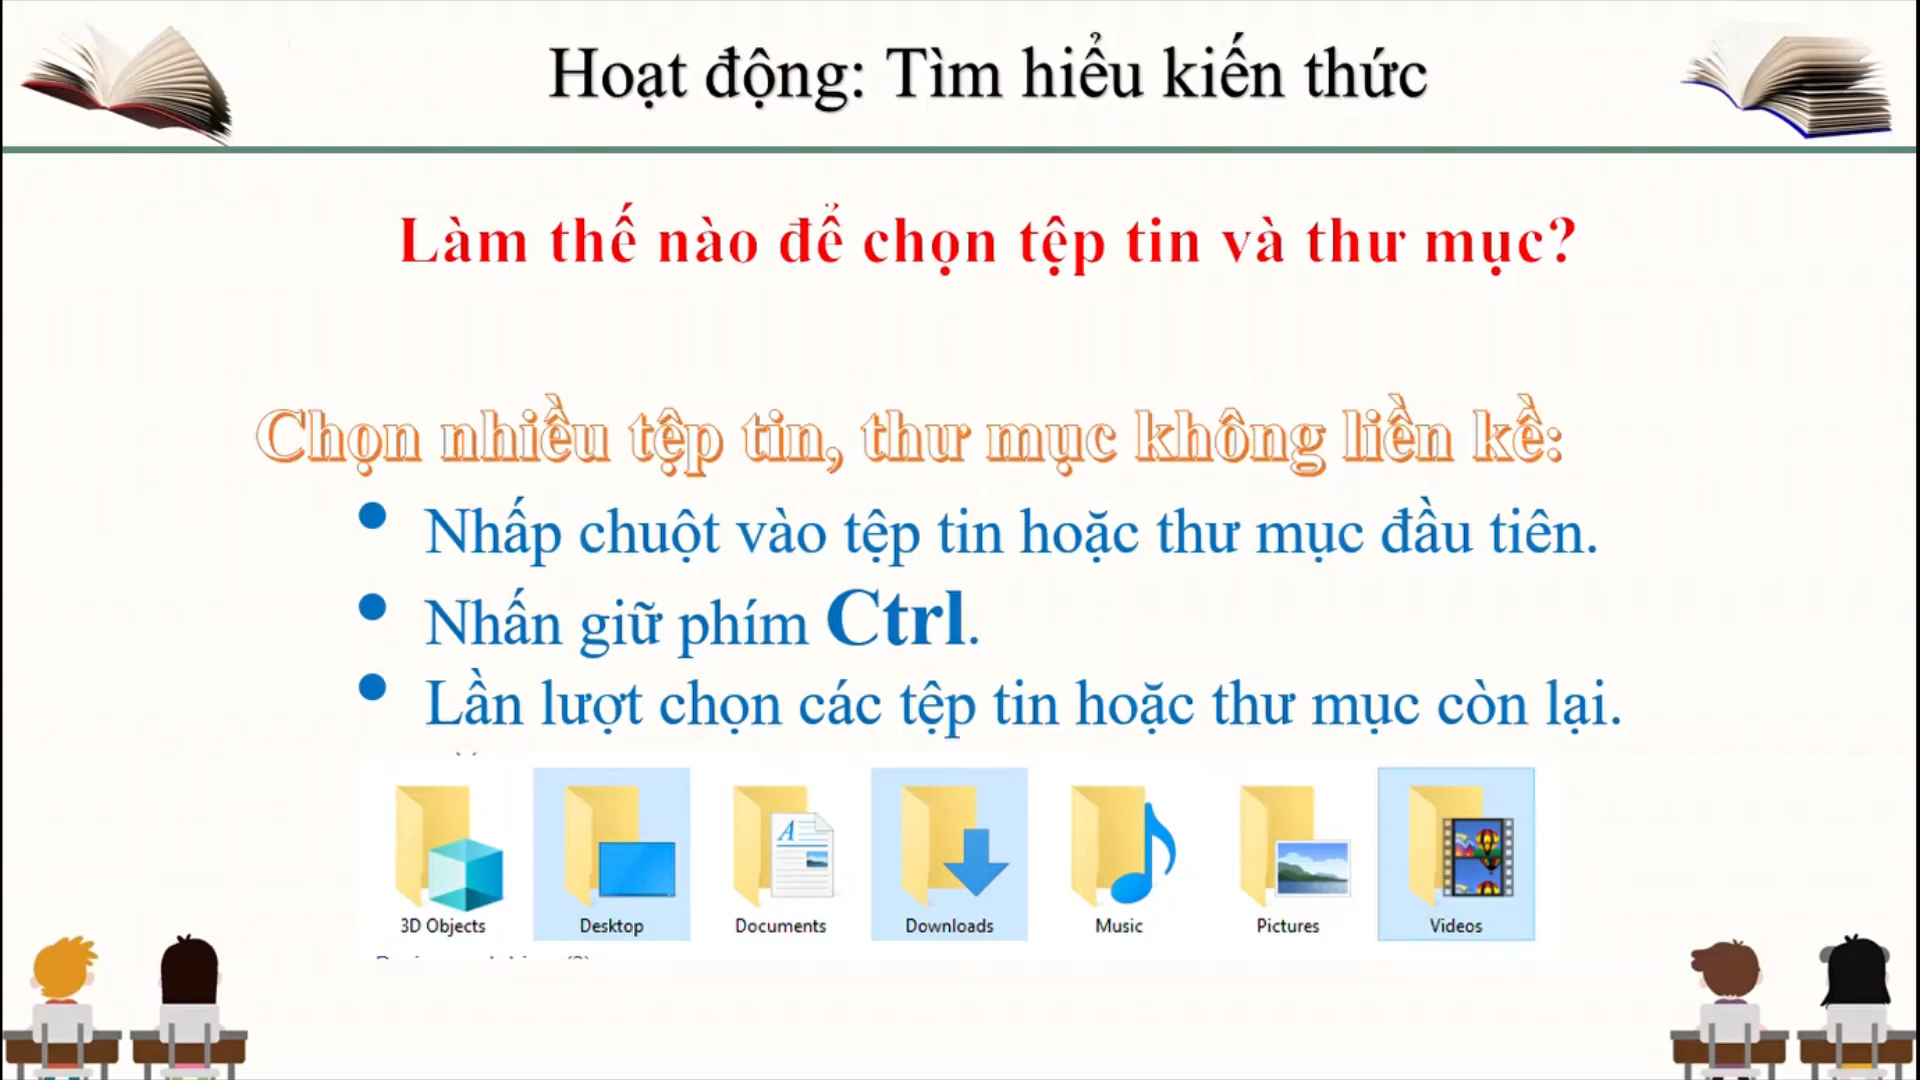 Hoạt động: Tìm hiểu kiến thức
Làm thế nào để chọn tệp tin và thư mục?
Chọn nhiều tệp tin, thư mục không liền kề:
• Nhấp chuột vào tệp tin hoặc thư mục đầu tiên.
• Nhấn giữ phím Ctrl.
• Lần lượt chọn các tệp tin hoặc thư mục còn lại.
3D Objects Desktop Documents Downloads Music Pictures Videos